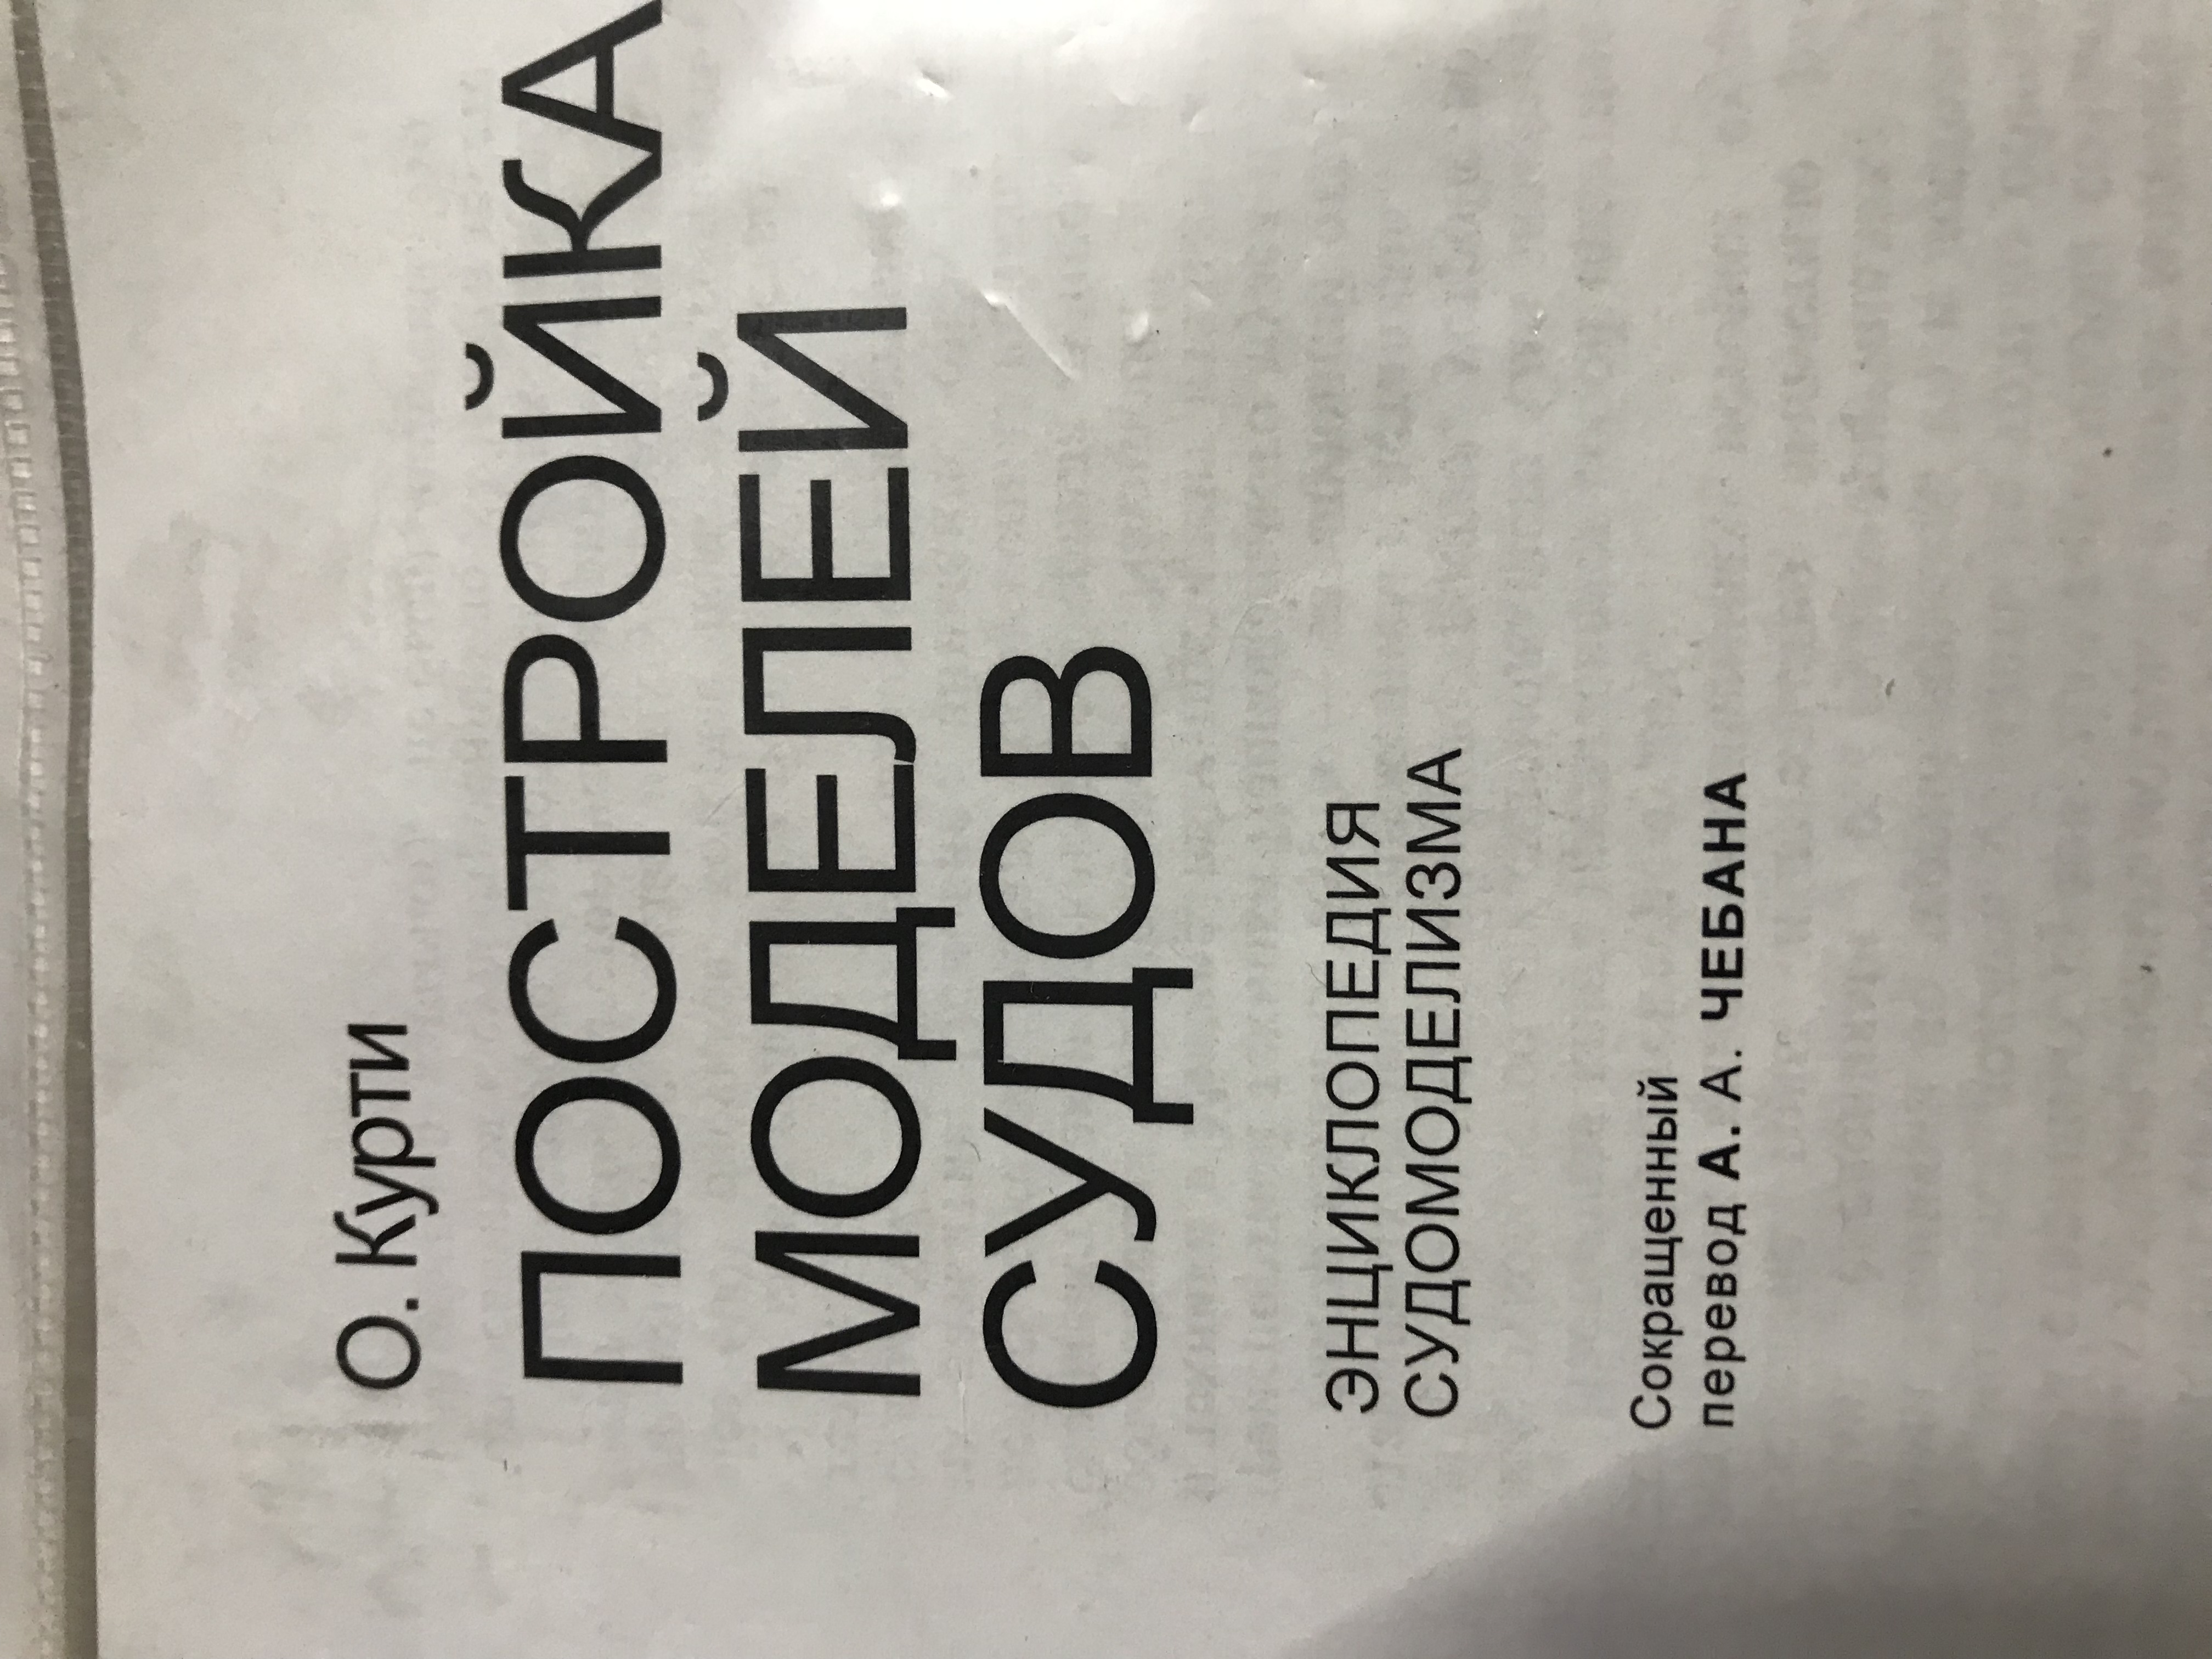 О. Курти
ПОСТРОЙКА
МОДЕЛЕЙ
СУДОВ
ЭНЦИКЛОПЕДИЯ
СУДОМОДЕЛИЗМА
Сокращенный
перевод А. А. ЧЕБАНА